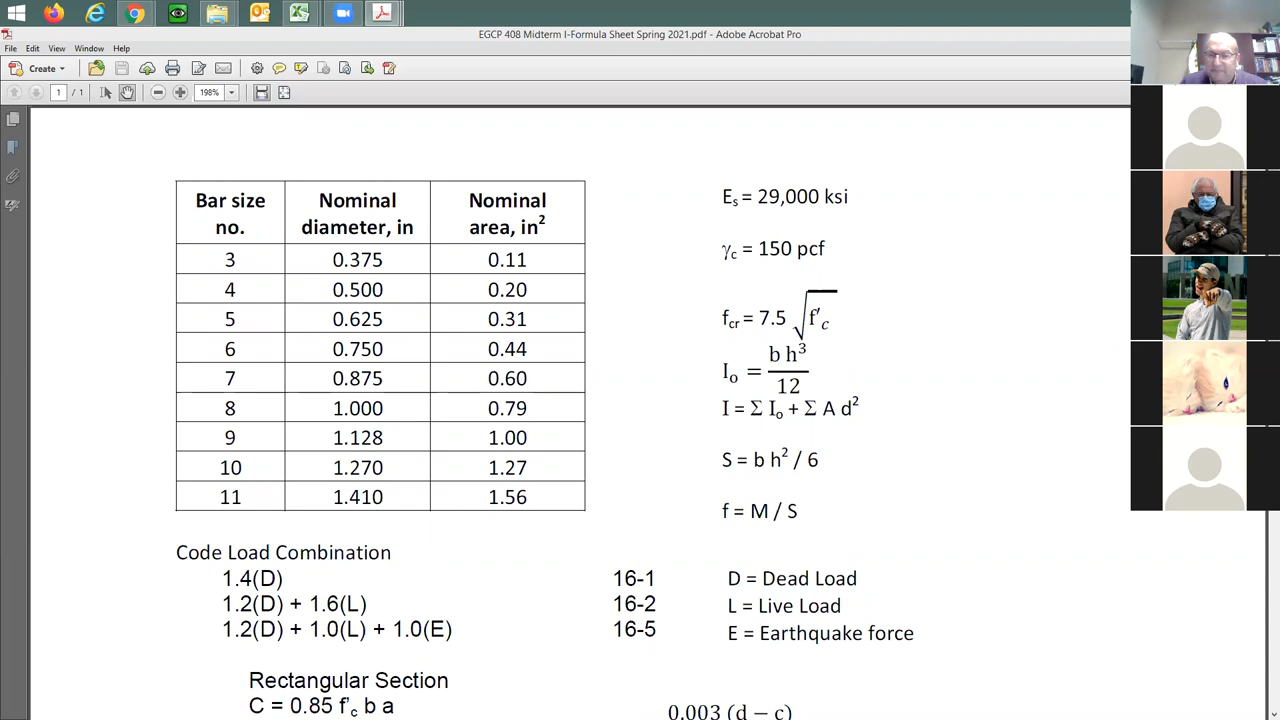 EGCP 408 Midterm I-Formula Sheet Spring 2021.pdf - Adobe Acrobat Pro
File Edit View Window Help
Create
1 / 1 198%
Bar size no. Nominal diameter, in Nominal area, in²
3 0.375 0.11
4 0.500 0.20
5 0.625 0.31
6 0.750 0.44
7 0.875 0.60
8 1.000 0.79
9 1.128 1.00
10 1.270 1.27
11 1.410 1.56
Es = 29,000 ksi
γc = 150 pcf
fcr = 7.5 √f'c
Io = b h³ / 12
I = Σ Io + Σ A d²
S = b h² / 6
f = M / S
Code Load Combination
1.4(D) 16-1 D = Dead Load
1.2(D) + 1.6(L) 16-2 L = Live Load
1.2(D) + 1.0(L) + 1.0(E) 16-5 E = Earthquake force
Rectangular Section
C = 0.85 f'c b a
0.003 (d − c)